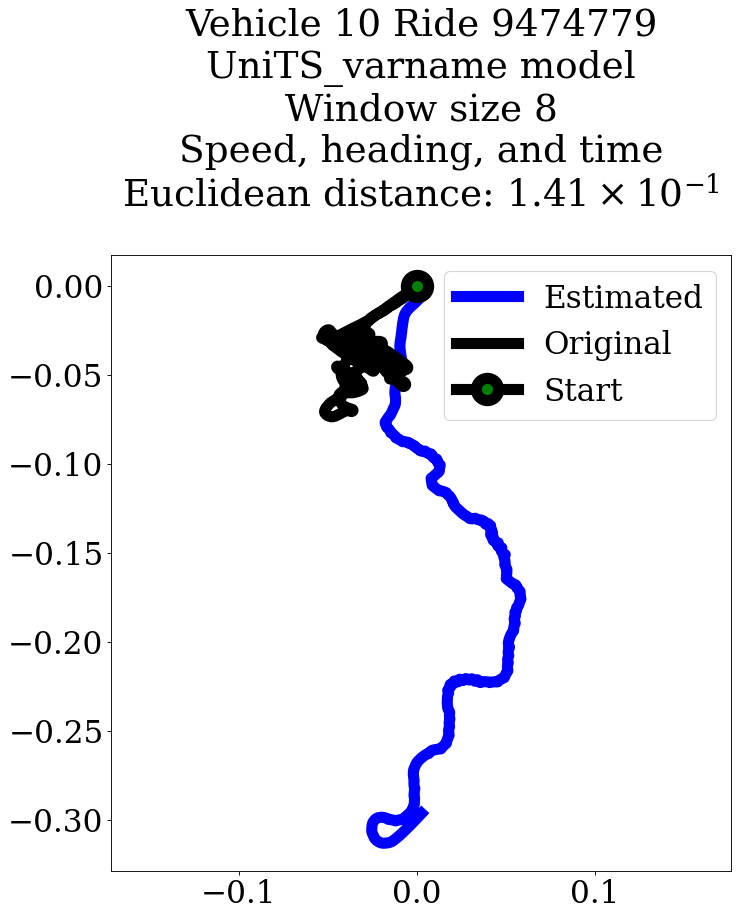 Vehicle 10 Ride 9474779
UniTS_varname model
Window size 8
Speed, heading, and time
Euclidean distance: 1.41 × 10⁻¹
0.00
−0.05
−0.10
−0.15
−0.20
−0.25
−0.30
Estimated
Original
Start
−0.1 0.0 0.1